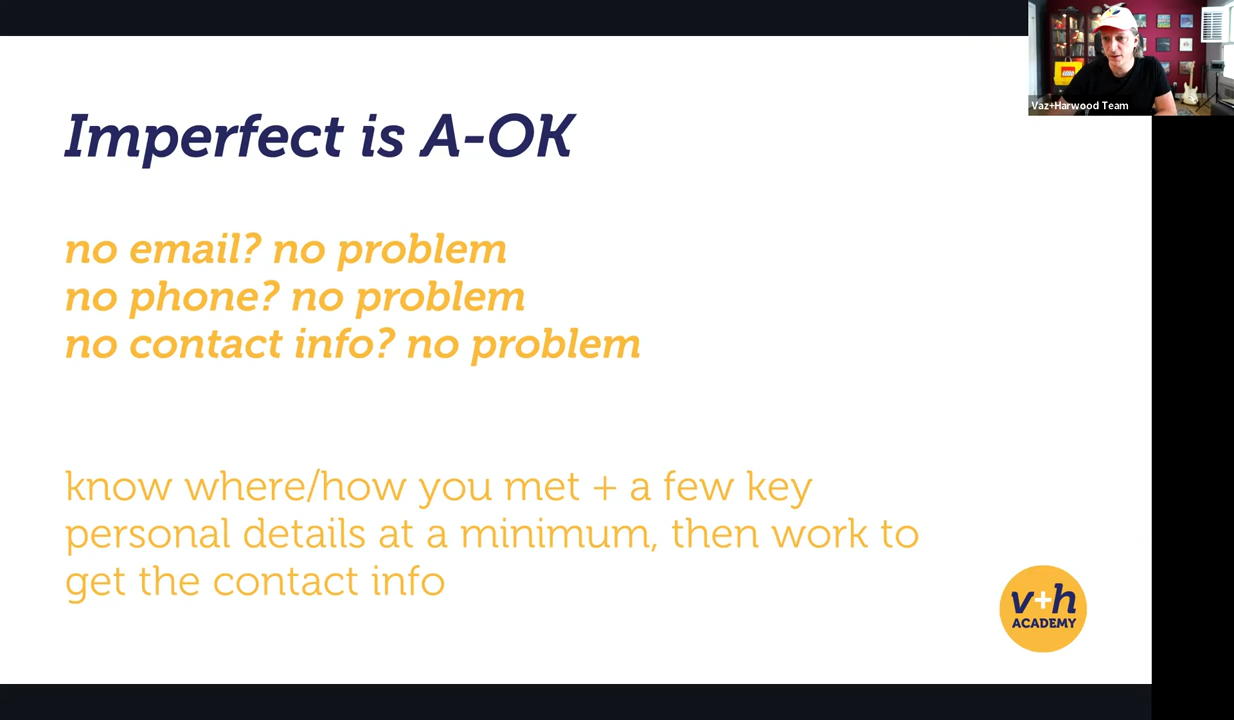 Imperfect is A-OK
no email? no problem
no phone? no problem
no contact info? no problem
know where/how you met + a few key
personal details at a minimum, then work to
get the contact info
v+h
ACADEMY
LEGO
Vaz+Harwood Team